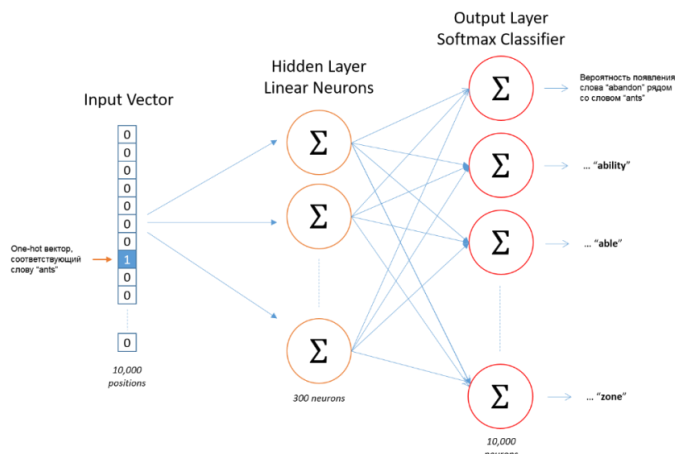 Output Layer
Softmax Classifier
Hidden Layer
Linear Neurons
Input Vector
Вероятность появления
слова "abandon" рядом
со словом "ants"
0
0
0
0
0
0
0
1
0
0
0
One-hot вектор,
соответствующий
слову "ants"
Σ
Σ
Σ
Σ
Σ
Σ
Σ
... "ability"
... "able"
... "zone"
10,000
positions
300 neurons
10,000
neurons